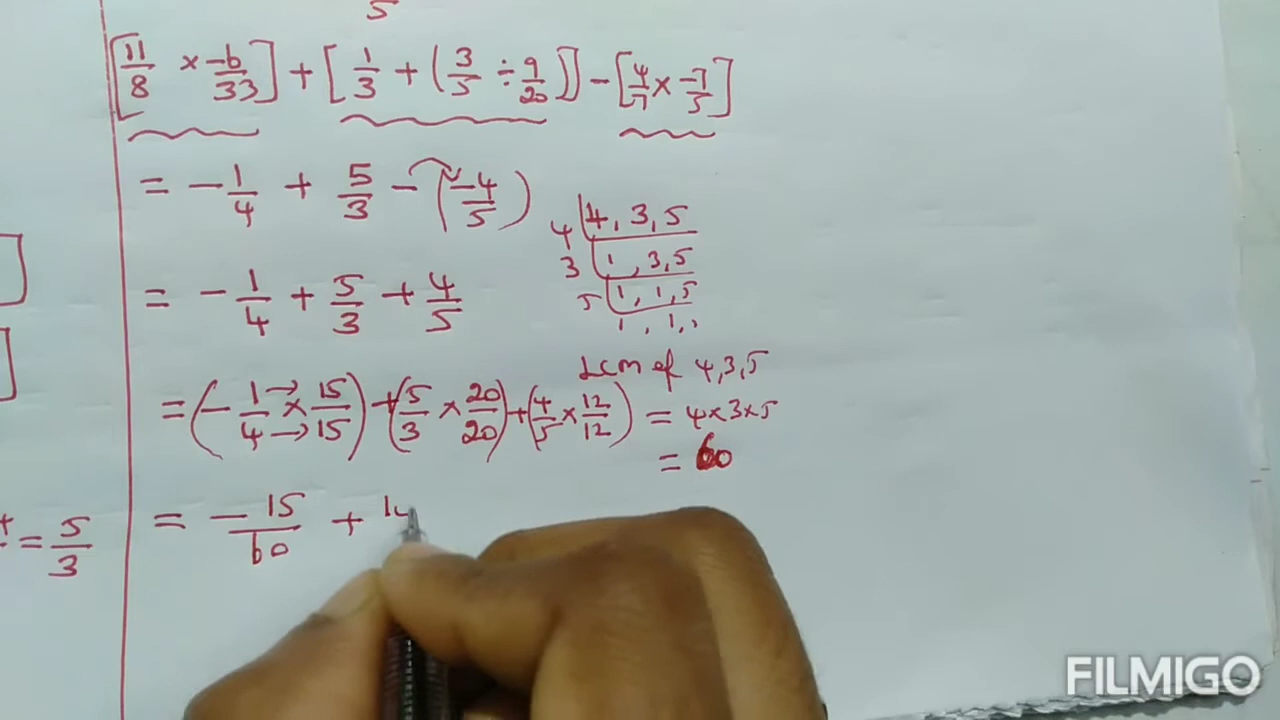 5
[11/8 × -6/33] + [1/3 + (3/5 ÷ 9/20)] - [4/7 × -7/5]
= - 1/4 + 5/3 - (-4/5)
4 | 4, 3, 5
3 | 1, 3, 5
5 | 1, 1, 5
1, 1,
= - 1/4 + 5/3 + 4/5
LCM of 4,3,5
= (- 1/4 × 15/15) + (5/3 × 20/20) + (4/5 × 12/12)
= 4×3×5
= 60
= 5/3
= - 15/60 +
FILMIGO